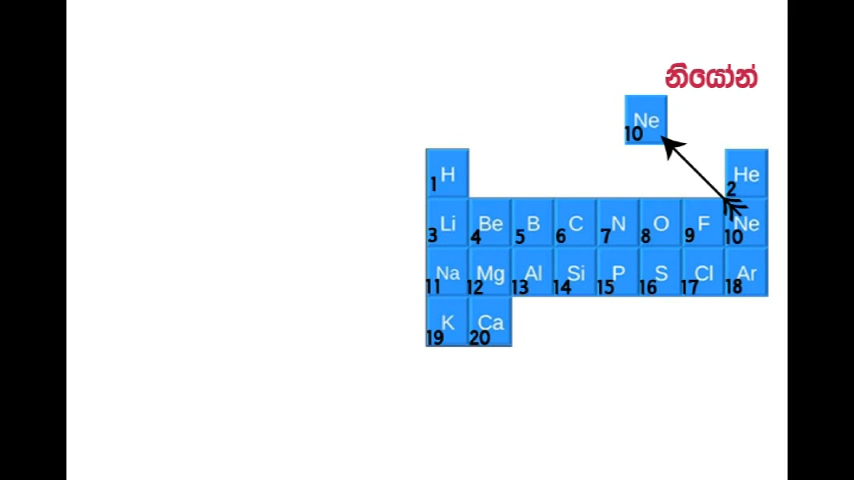 නියෝන්
Ne
10
H He
1 2
Li Be B C N O F Ne
3 4 5 6 7 8 9 10
Na Mg Al Si P S Cl Ar
11 12 13 14 15 16 17 18
K Ca
19 20